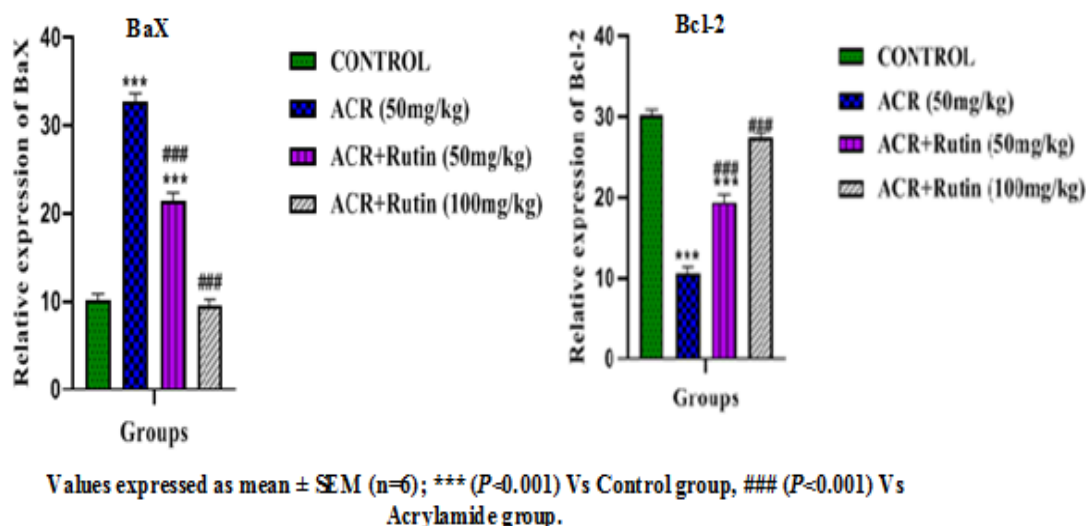 BaX
Relative expression of BaX
40
30
20
10
0
***
###
***
###
Groups
CONTROL
ACR (50mg/kg)
ACR+Rutin (50mg/kg)
ACR+Rutin (100mg/kg)
Bcl-2
Relative expression of Bcl-2
40
30
20
10
0
***
###
***
###
Groups
CONTROL
ACR (50mg/kg)
ACR+Rutin (50mg/kg)
ACR+Rutin (100mg/kg)
Values expressed as mean ± SEM (n=6); *** (P<0.001) Vs Control group, ### (P<0.001) Vs
Acrylamide group.